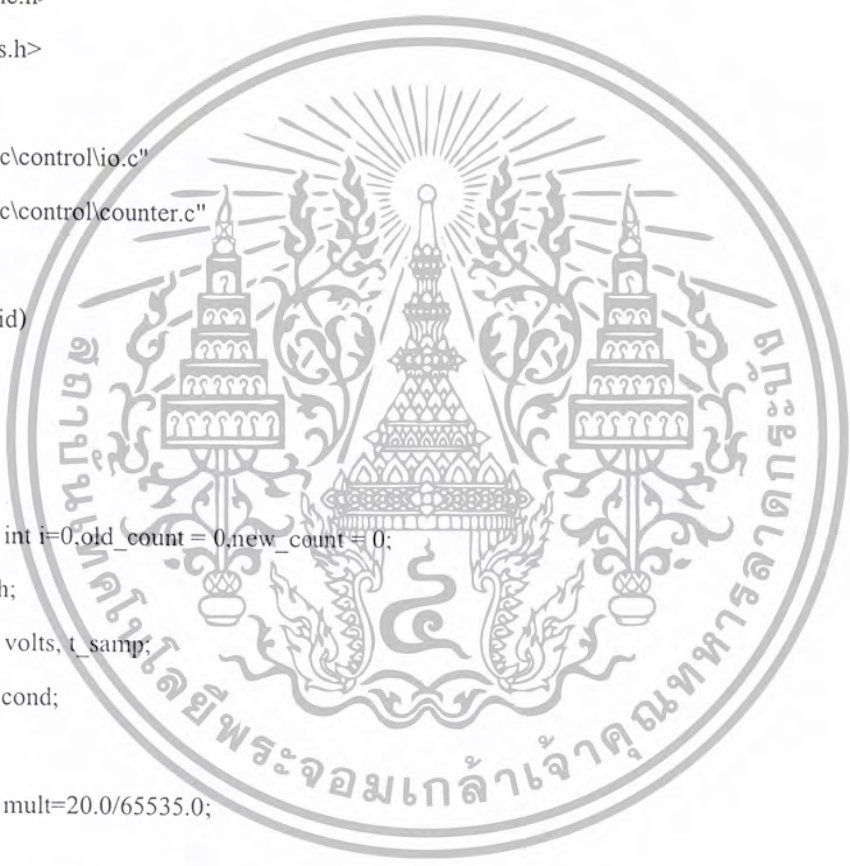 s.h>
c\control\io.c"
c\control\counter.c"
id)
int i=0,old_count = 0,new_count = 0;
h;
volts, t_samp;
cond;
mult=20.0/65535.0;
สถาบันเทคโนโลยีพระจอมเกล้าเจ้าคุณทหารลาดกระบัง